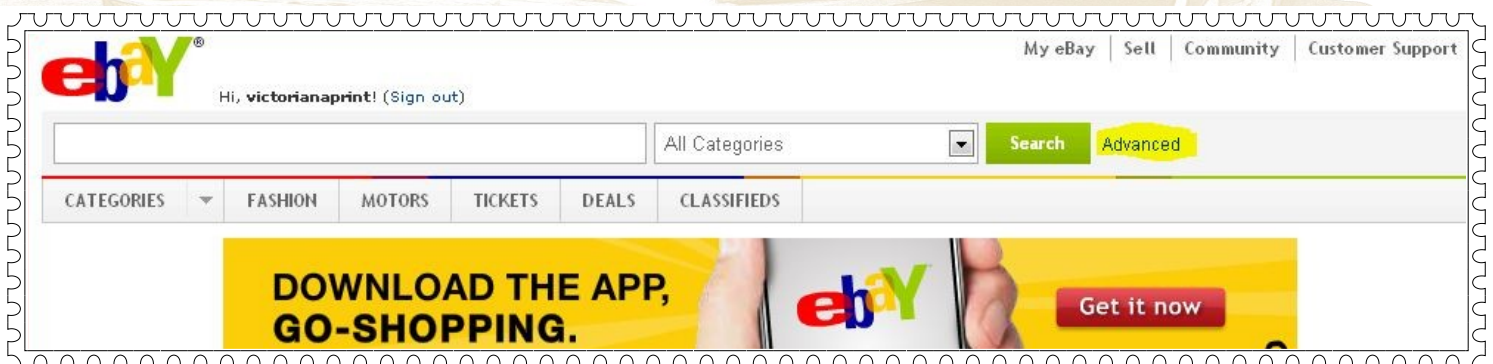 ebaY®
My eBay | Sell | Community | Customer Support
Hi, victorianaprint! (Sign out)
All Categories
Search
Advanced
CATEGORIES
FASHION
MOTORS
TICKETS
DEALS
CLASSIFIEDS
DOWNLOAD THE APP,
GO-SHOPPING.
ebaY
Get it now